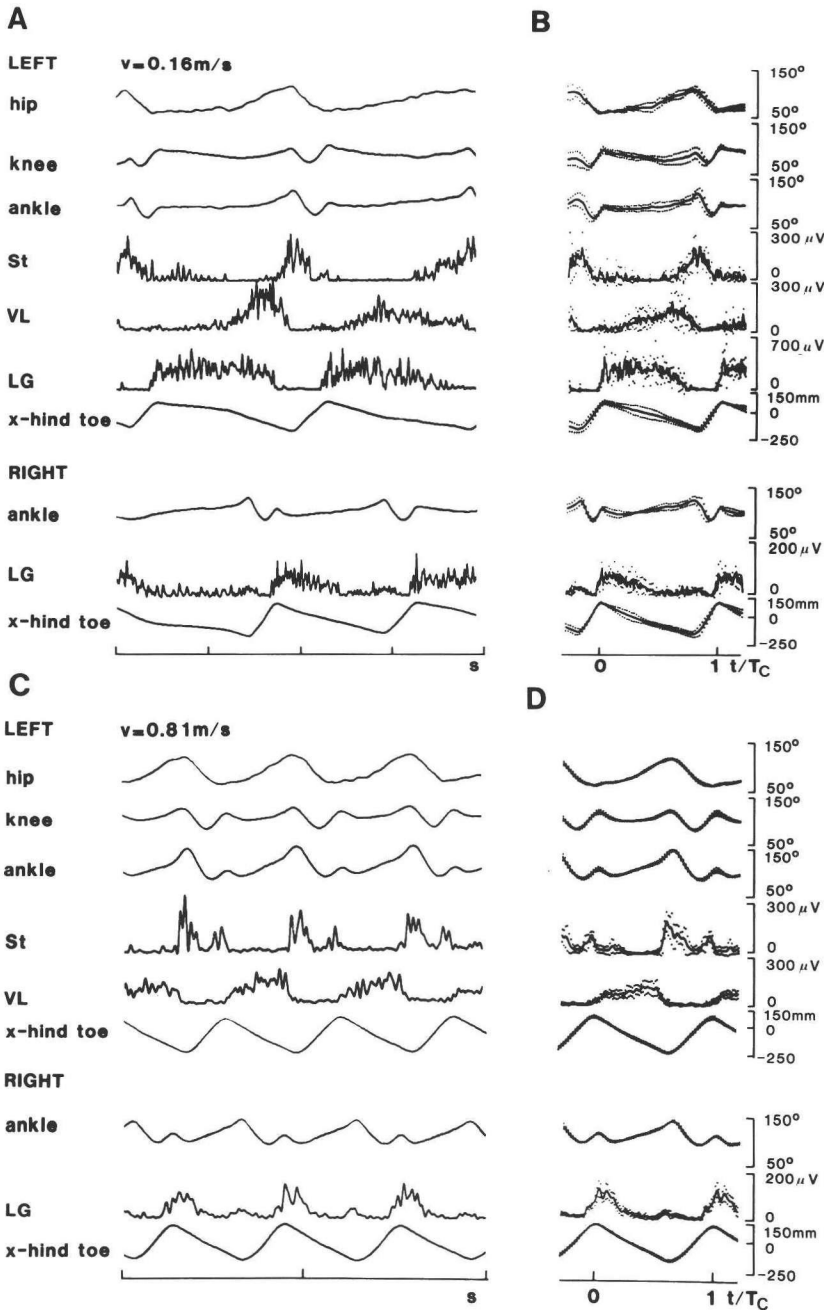 A
B
LEFT v=0.16m/s
hip
150°
50°
knee
150°
50°
ankle
150°
50°
St
300 μV
0
VL
300 μV
0
LG
700 μV
0
x-hind toe
150mm
0
-250
RIGHT
ankle
150°
50°
LG
200 μV
0
x-hind toe
150mm
0
-250
s
0 1 t/TC
C
D
LEFT v=0.81m/s
hip
150°
50°
knee
150°
50°
ankle
150°
50°
St
300 μV
0
VL
300 μV
0
x-hind toe
150mm
0
-250
RIGHT
ankle
150°
50°
LG
200 μV
0
x-hind toe
150mm
0
-250
s
0 1 t/TC